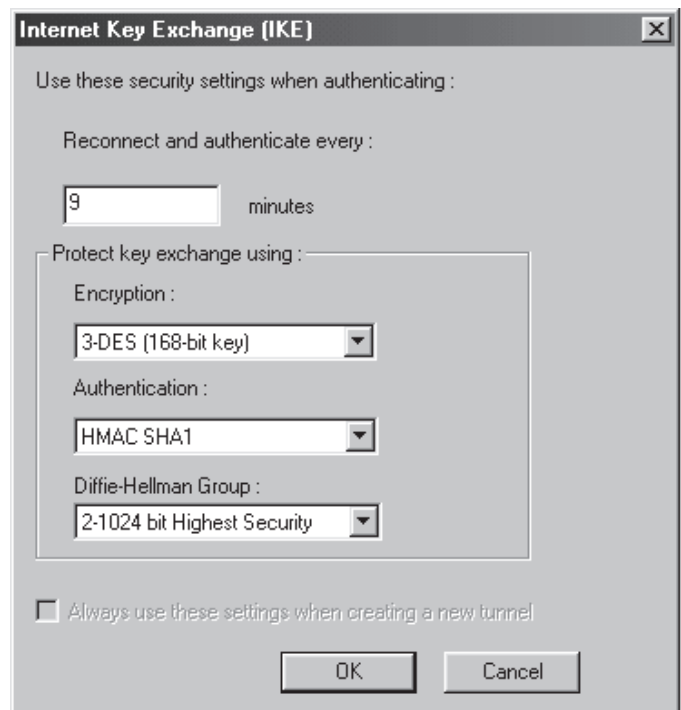 Internet Key Exchange (IKE)
Use these security settings when authenticating :
Reconnect and authenticate every :
9 minutes
Protect key exchange using :
Encryption :
3-DES (168-bit key)
Authentication :
HMAC SHA1
Diffie-Hellman Group :
2-1024 bit Highest Security
Always use these settings when creating a new tunnel
OK Cancel